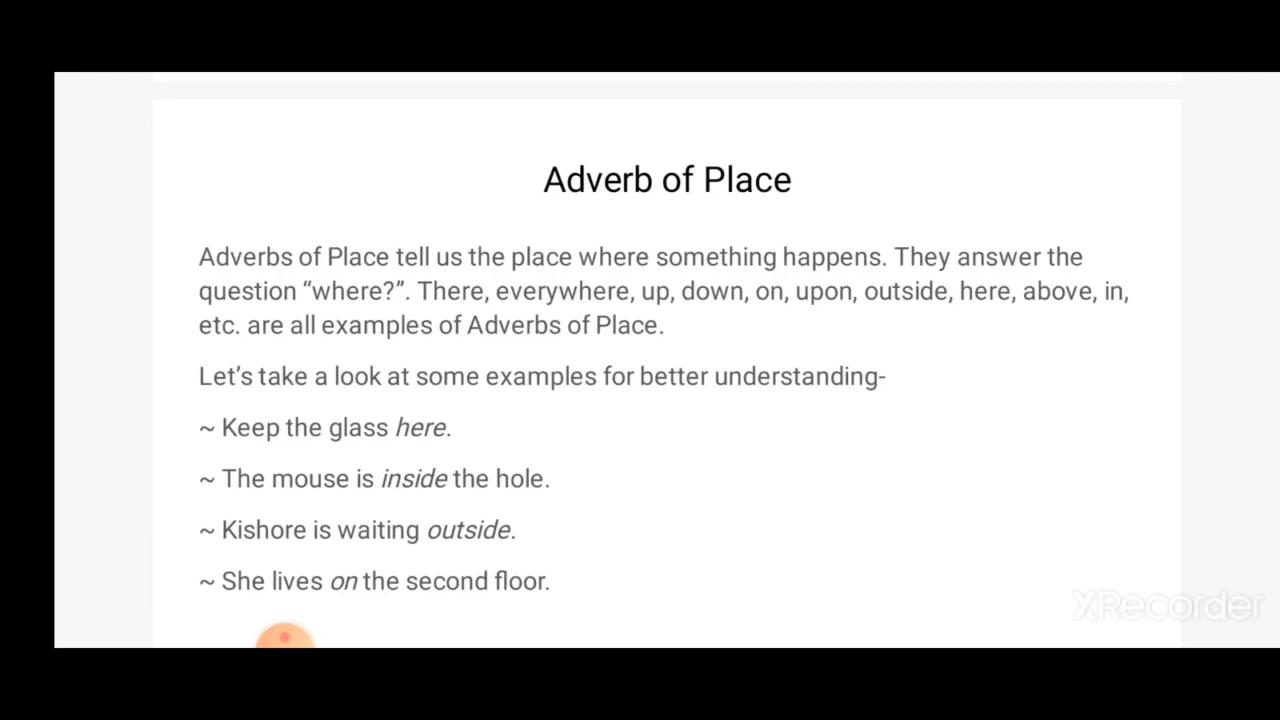 Adverb of Place
Adverbs of Place tell us the place where something happens. They answer the
question “where?”. There, everywhere, up, down, on, upon, outside, here, above, in,
etc. are all examples of Adverbs of Place.
Let’s take a look at some examples for better understanding-
~ Keep the glass here.
~ The mouse is inside the hole.
~ Kishore is waiting outside.
~ She lives on the second floor.
XRecorder